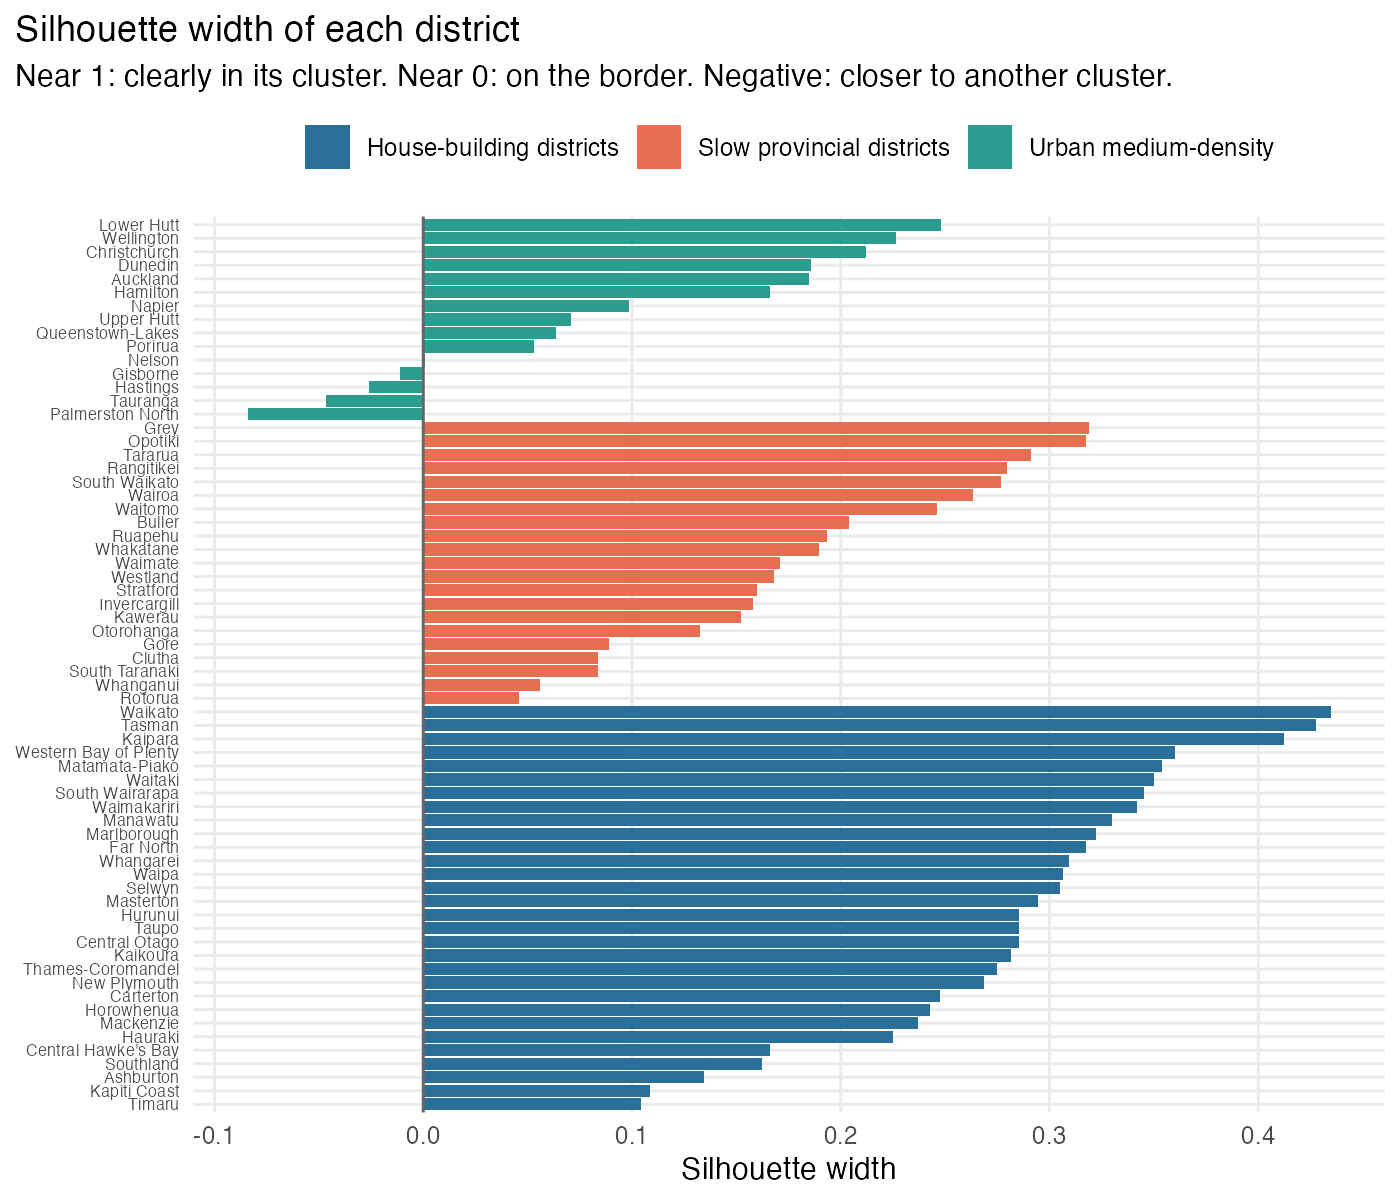 Silhouette width of each district
Near 1: clearly in its cluster. Near 0: on the border. Negative: closer to another cluster.
House-building districts
Slow provincial districts
Urban medium-density
Lower Hutt
Wellington
Christchurch
Dunedin
Auckland
Hamilton
Napier
Upper Hutt
Queenstown-Lakes
Porirua
Nelson
Gisborne
Hastings
Tauranga
Palmerston North
Grey
Opotiki
Tararua
Rangitikei
South Waikato
Wairoa
Waitomo
Buller
Ruapehu
Whakatane
Waimate
Westland
Stratford
Invercargill
Kawerau
Otorohanga
Gore
Clutha
South Taranaki
Whanganui
Rotorua
Waikato
Tasman
Kaipara
Western Bay of Plenty
Matamata-Piako
Waitaki
South Wairarapa
Waimakariri
Manawatu
Marlborough
Far North
Whangarei
Waipa
Selwyn
Masterton
Hurunui
Taupo
Central Otago
Kaikoura
Thames-Coromandel
New Plymouth
Carterton
Horowhenua
Mackenzie
Hauraki
Central Hawke's Bay
Southland
Ashburton
Kapiti Coast
Timaru
-0.1 0.0 0.1 0.2 0.3 0.4
Silhouette width